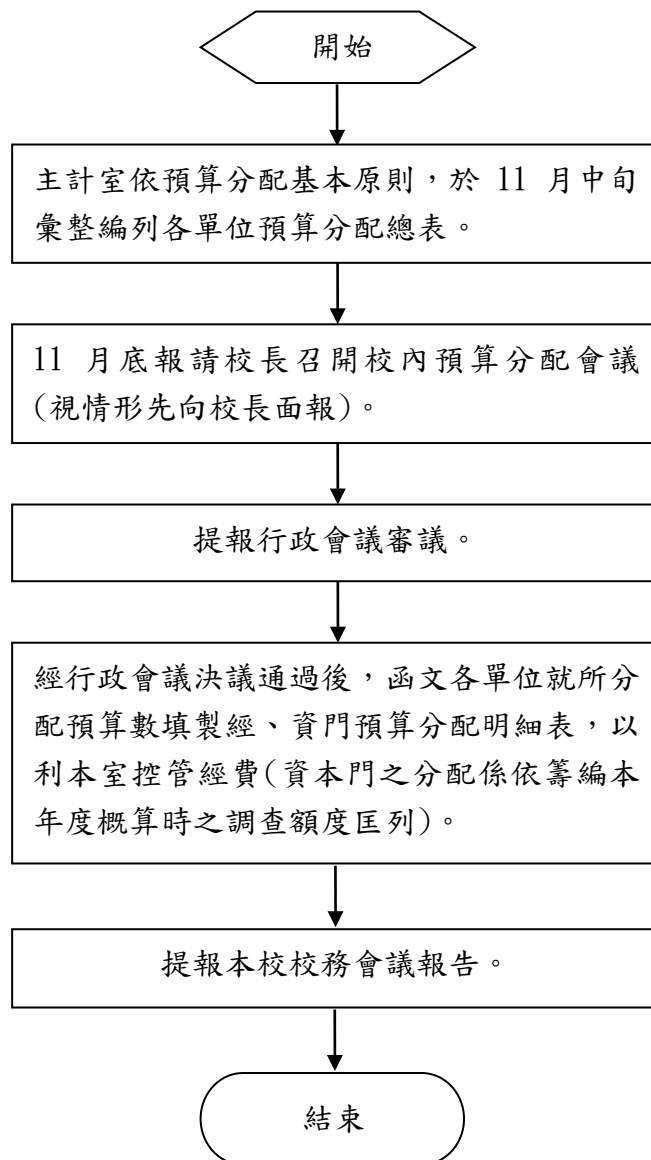 開始
主計室依預算分配基本原則，於 11 月中旬
彙整編列各單位預算分配總表。
11 月底報請校長召開校內預算分配會議
(視情形先向校長面報)。
提報行政會議審議。
經行政會議決議通過後，函文各單位就所分
配預算數填製經、資門預算分配明細表，以
利本室控管經費(資本門之分配係依籌編本
年度概算時之調查額度匡列)。
提報本校校務會議報告。
結束